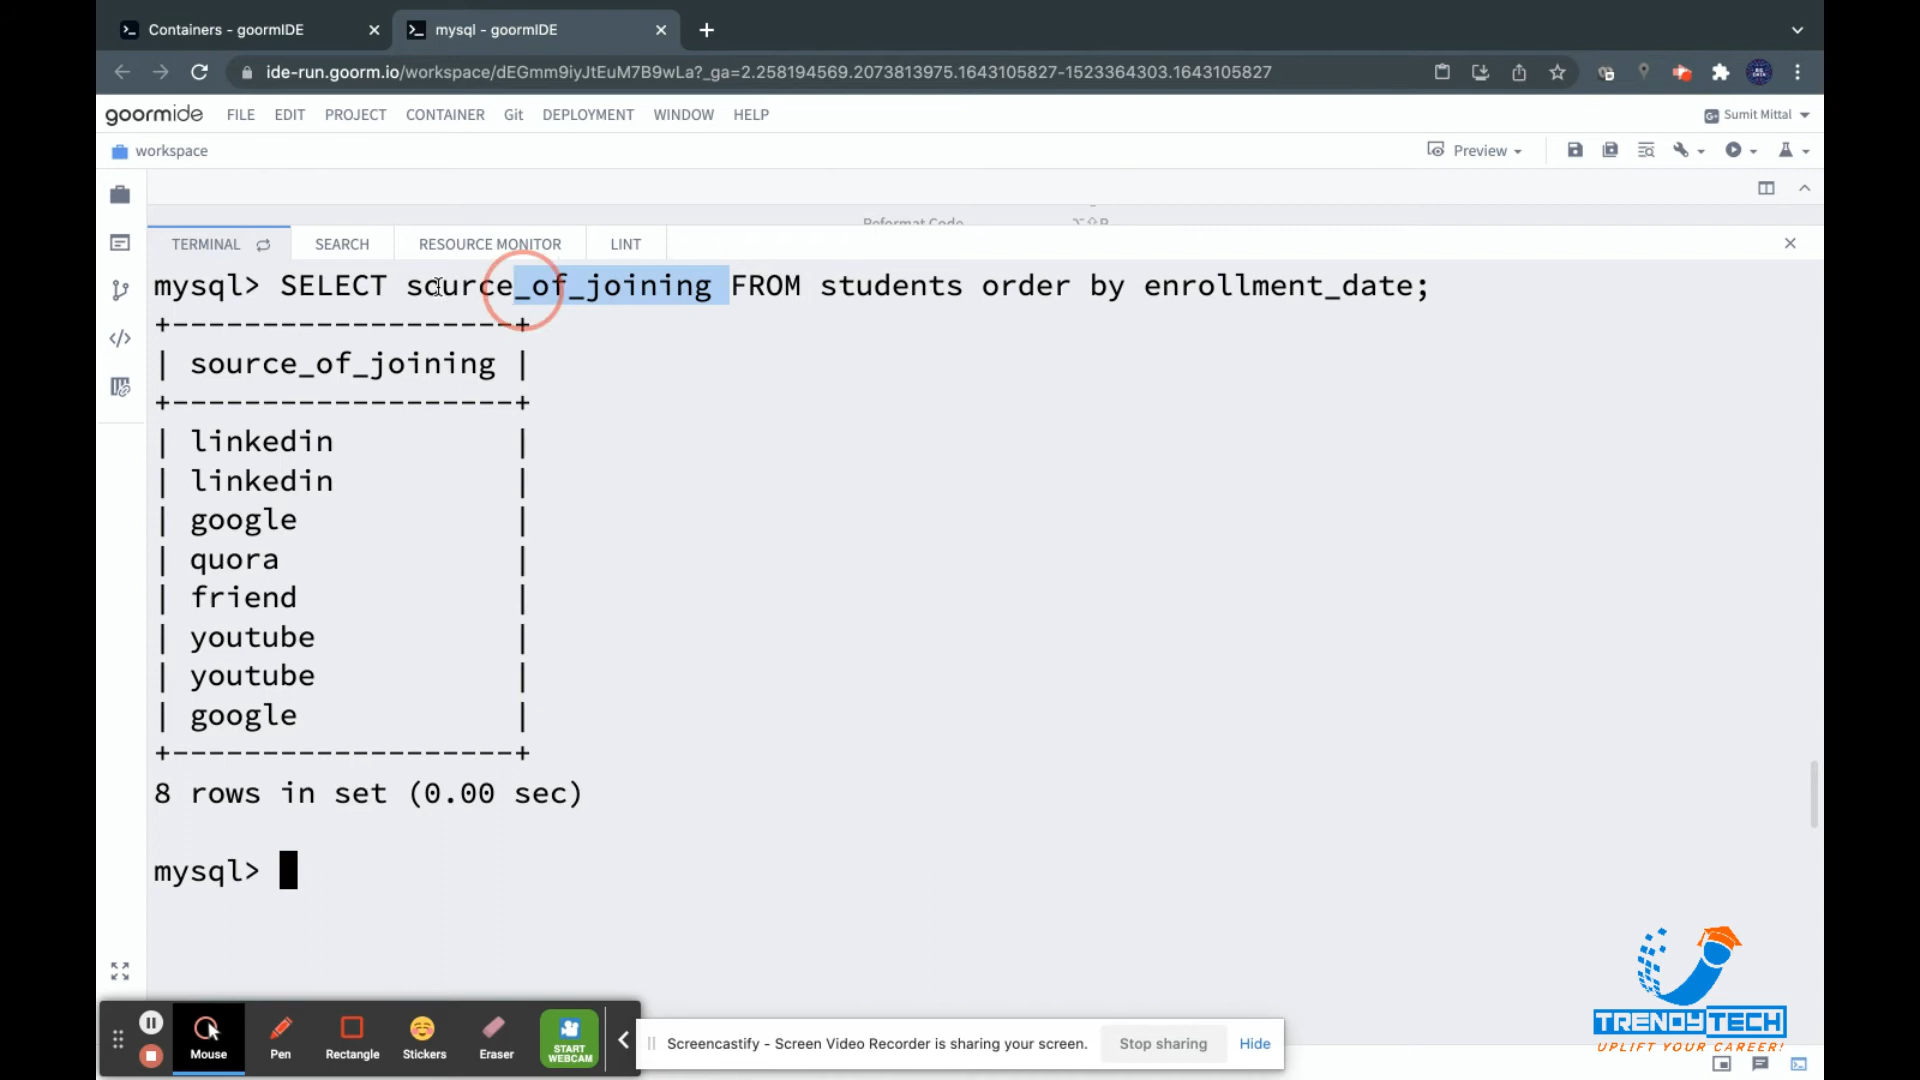 Containers - goormIDE
mysql - goormIDE
ide-run.goorm.io/workspace/dEGmm9iyJtEuM7B9wLa?_ga=2.258194569.2073813975.1643105827-1523364303.1643105827
goormide FILE EDIT PROJECT CONTAINER Git DEPLOYMENT WINDOW HELP Sumit Mittal
workspace Preview
Reformat Code ⌥⇧R
TERMINAL SEARCH RESOURCE MONITOR LINT
mysql> SELECT source_of_joining FROM students order by enrollment_date;
+-------------------+
| source_of_joining |
+-------------------+
| linkedin          |
| linkedin          |
| google            |
| quora             |
| friend            |
| youtube           |
| youtube           |
| google            |
+-------------------+
8 rows in set (0.00 sec)
mysql>
TRENDYTECH
UPLIFT YOUR CAREER!
Mouse Pen Rectangle Stickers Eraser START WEBCAM
Screencastify - Screen Video Recorder is sharing your screen. Stop sharing Hide